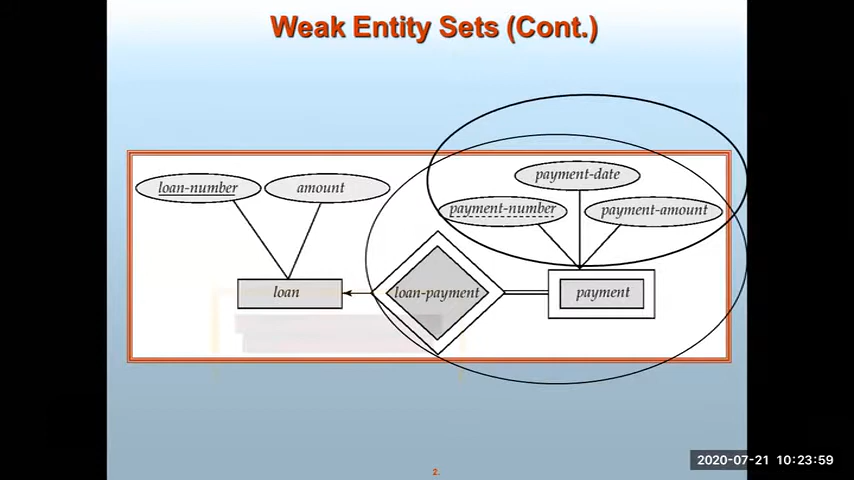 Weak Entity Sets (Cont.)
payment-date
loan-number amount
payment-number payment-amount
loan loan-payment payment
2020-07-21 10:23:59
2.